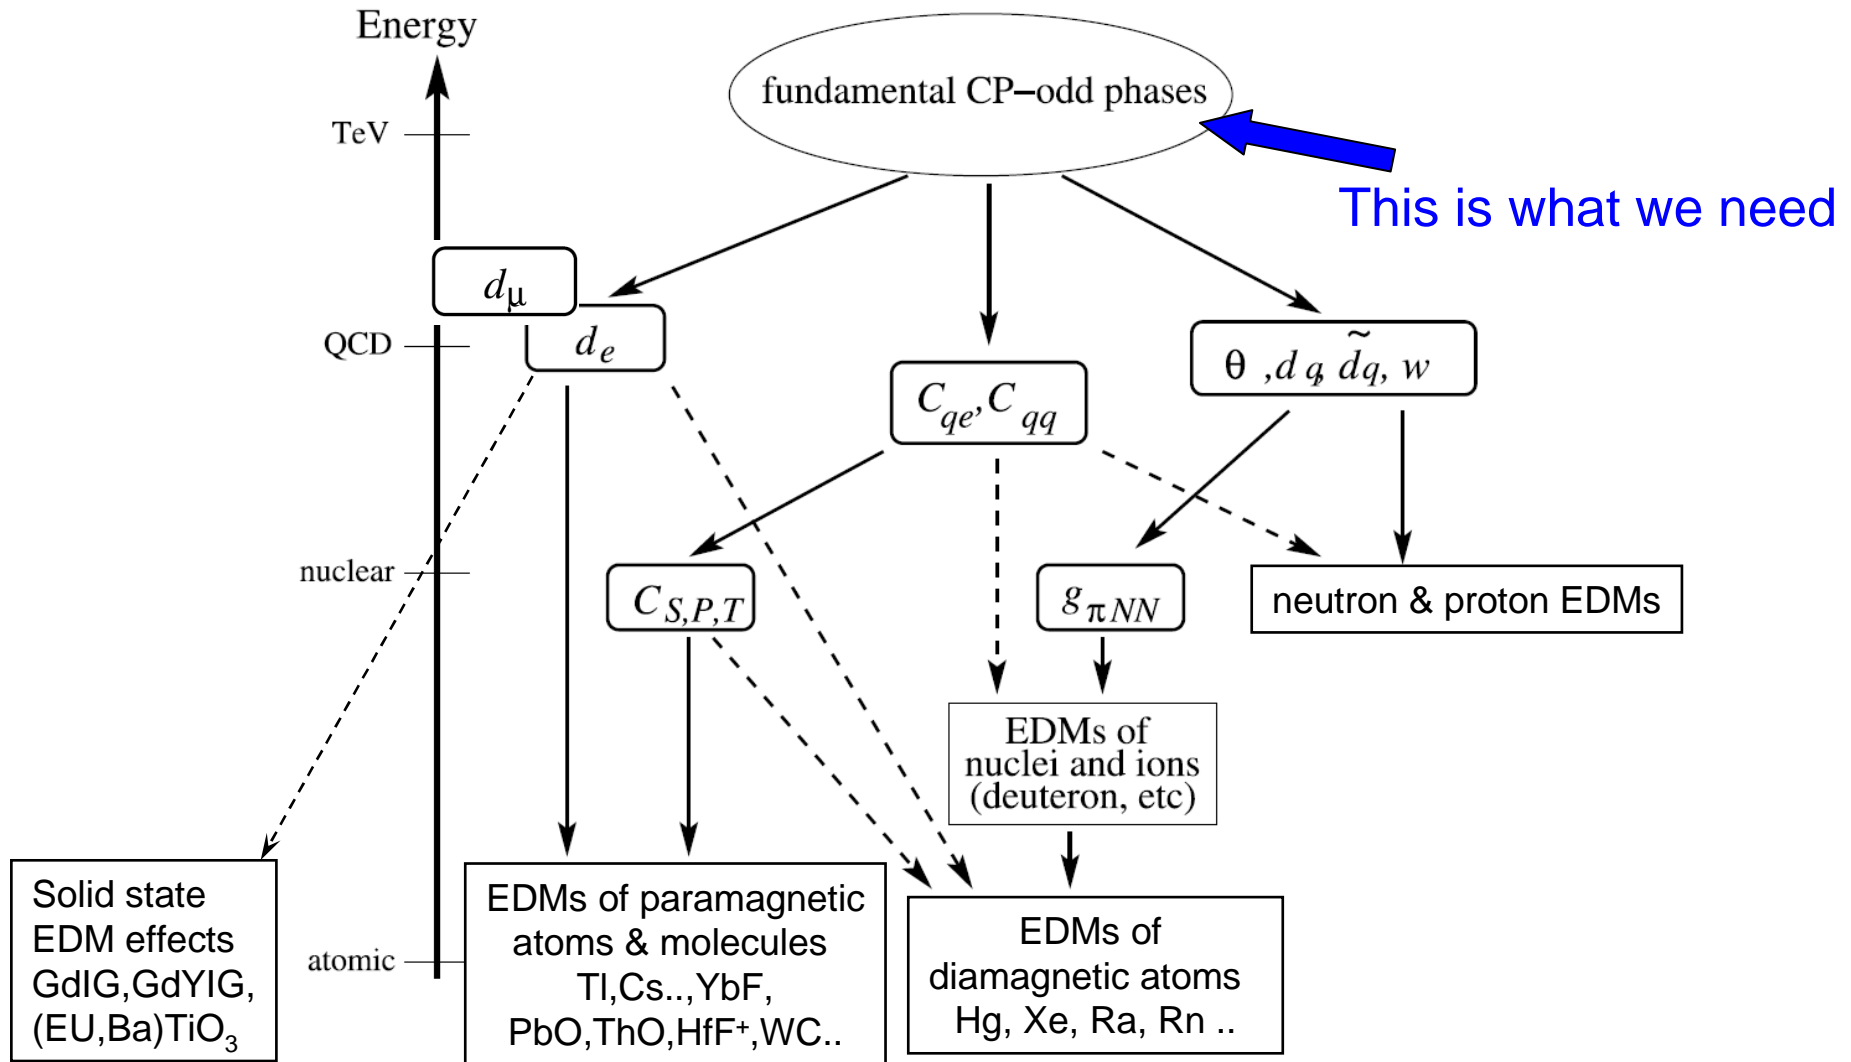 Energy
fundamental CP−odd phases
TeV
This is what we need
dμ
QCD
de
Cqe, Cqq
θ ,dq, d̃q, w
nuclear
CS,P,T
gπNN
neutron & proton EDMs
EDMs of
nuclei and ions
(deuteron, etc)
Solid state
EDM effects
GdIG,GdYIG,
(EU,Ba)TiO₃
atomic
EDMs of paramagnetic
atoms & molecules
Tl,Cs..,YbF,
PbO,ThO,HfF⁺,WC..
EDMs of
diamagnetic atoms
Hg, Xe, Ra, Rn ..